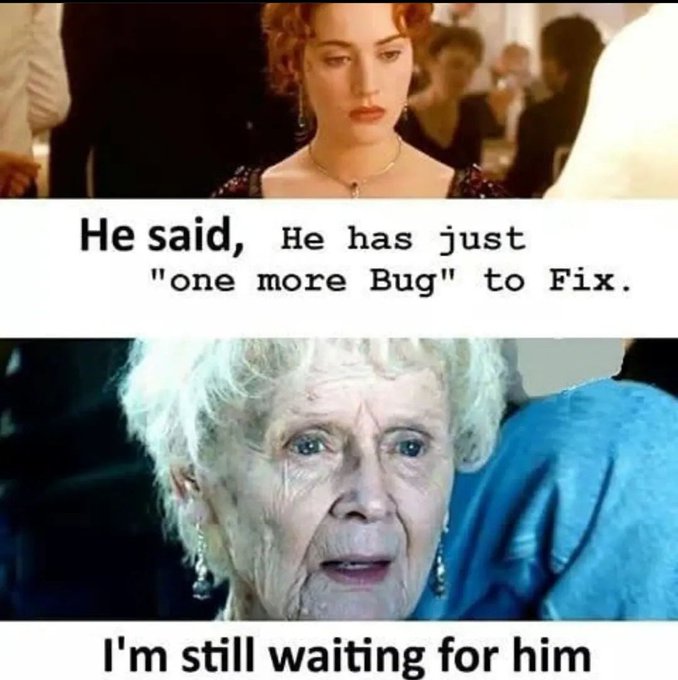 He said, He has just
"one more Bug" to Fix.
I'm still waiting for him